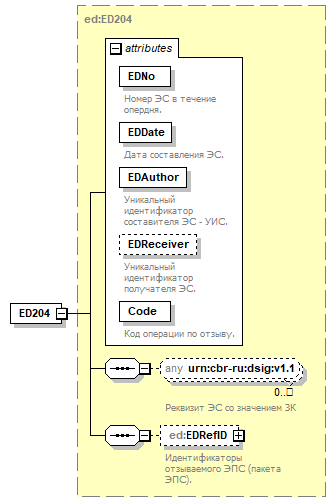 ed:ED204
attributes
EDNo
Номер ЭС в течение
опердня.
EDDate
Дата составления ЭС.
EDAuthor
Уникальный
идентификатор
составителя ЭС - УИС.
EDReceiver
Уникальный
идентификатор
получателя ЭС.
Code
Код операции по отзыву.
ED204
any urn:cbr-ru:dsig:v1.1
0..
Реквизит ЭС со значением ЗК
ed:EDRefID
Идентификаторы
отзываемого ЭПС (пакета
ЭПС).